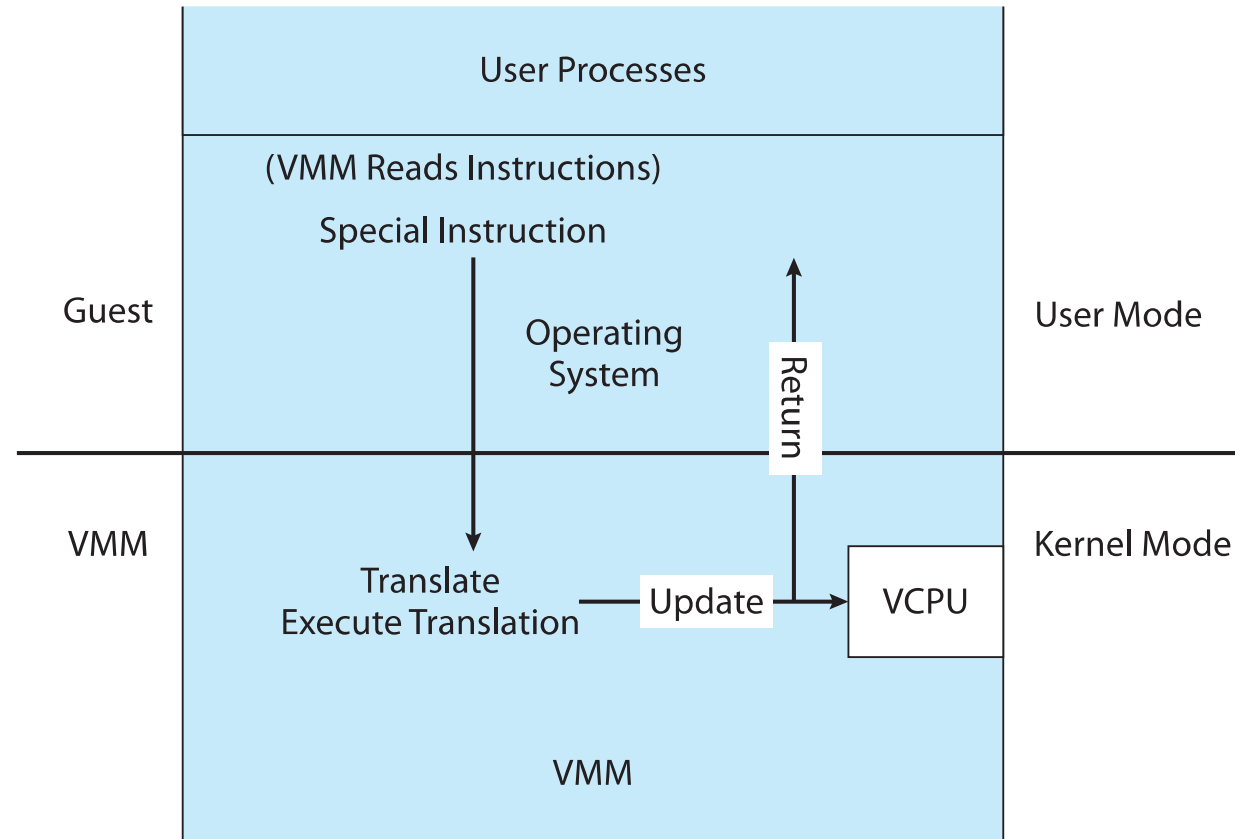 User Processes
(VMM Reads Instructions)
Special Instruction
Guest
Operating
System
Return
User Mode
VMM
Kernel Mode
Translate
Execute Translation
Update
VCPU
VMM